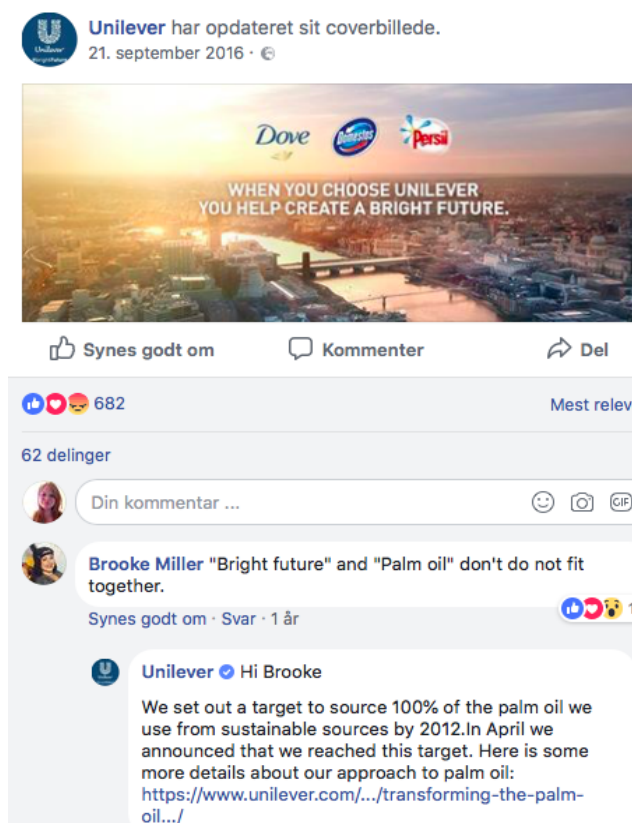 Unilever har opdateret sit coverbillede.
21. september 2016 ·
Unilever
Dove
Domestos
Persil
WHEN YOU CHOOSE UNILEVER
YOU HELP CREATE A BRIGHT FUTURE.
Synes godt om Kommenter Del
682 Mest relev
62 delinger
Din kommentar ... GIF
Brooke Miller "Bright future" and "Palm oil" don't do not fit
together.
Synes godt om · Svar · 1 år 1
Unilever Hi Brooke
We set out a target to source 100% of the palm oil we
use from sustainable sources by 2012.In April we
announced that we reached this target. Here is some
more details about our approach to palm oil:
https://www.unilever.com/.../transforming-the-palm-
oil.../